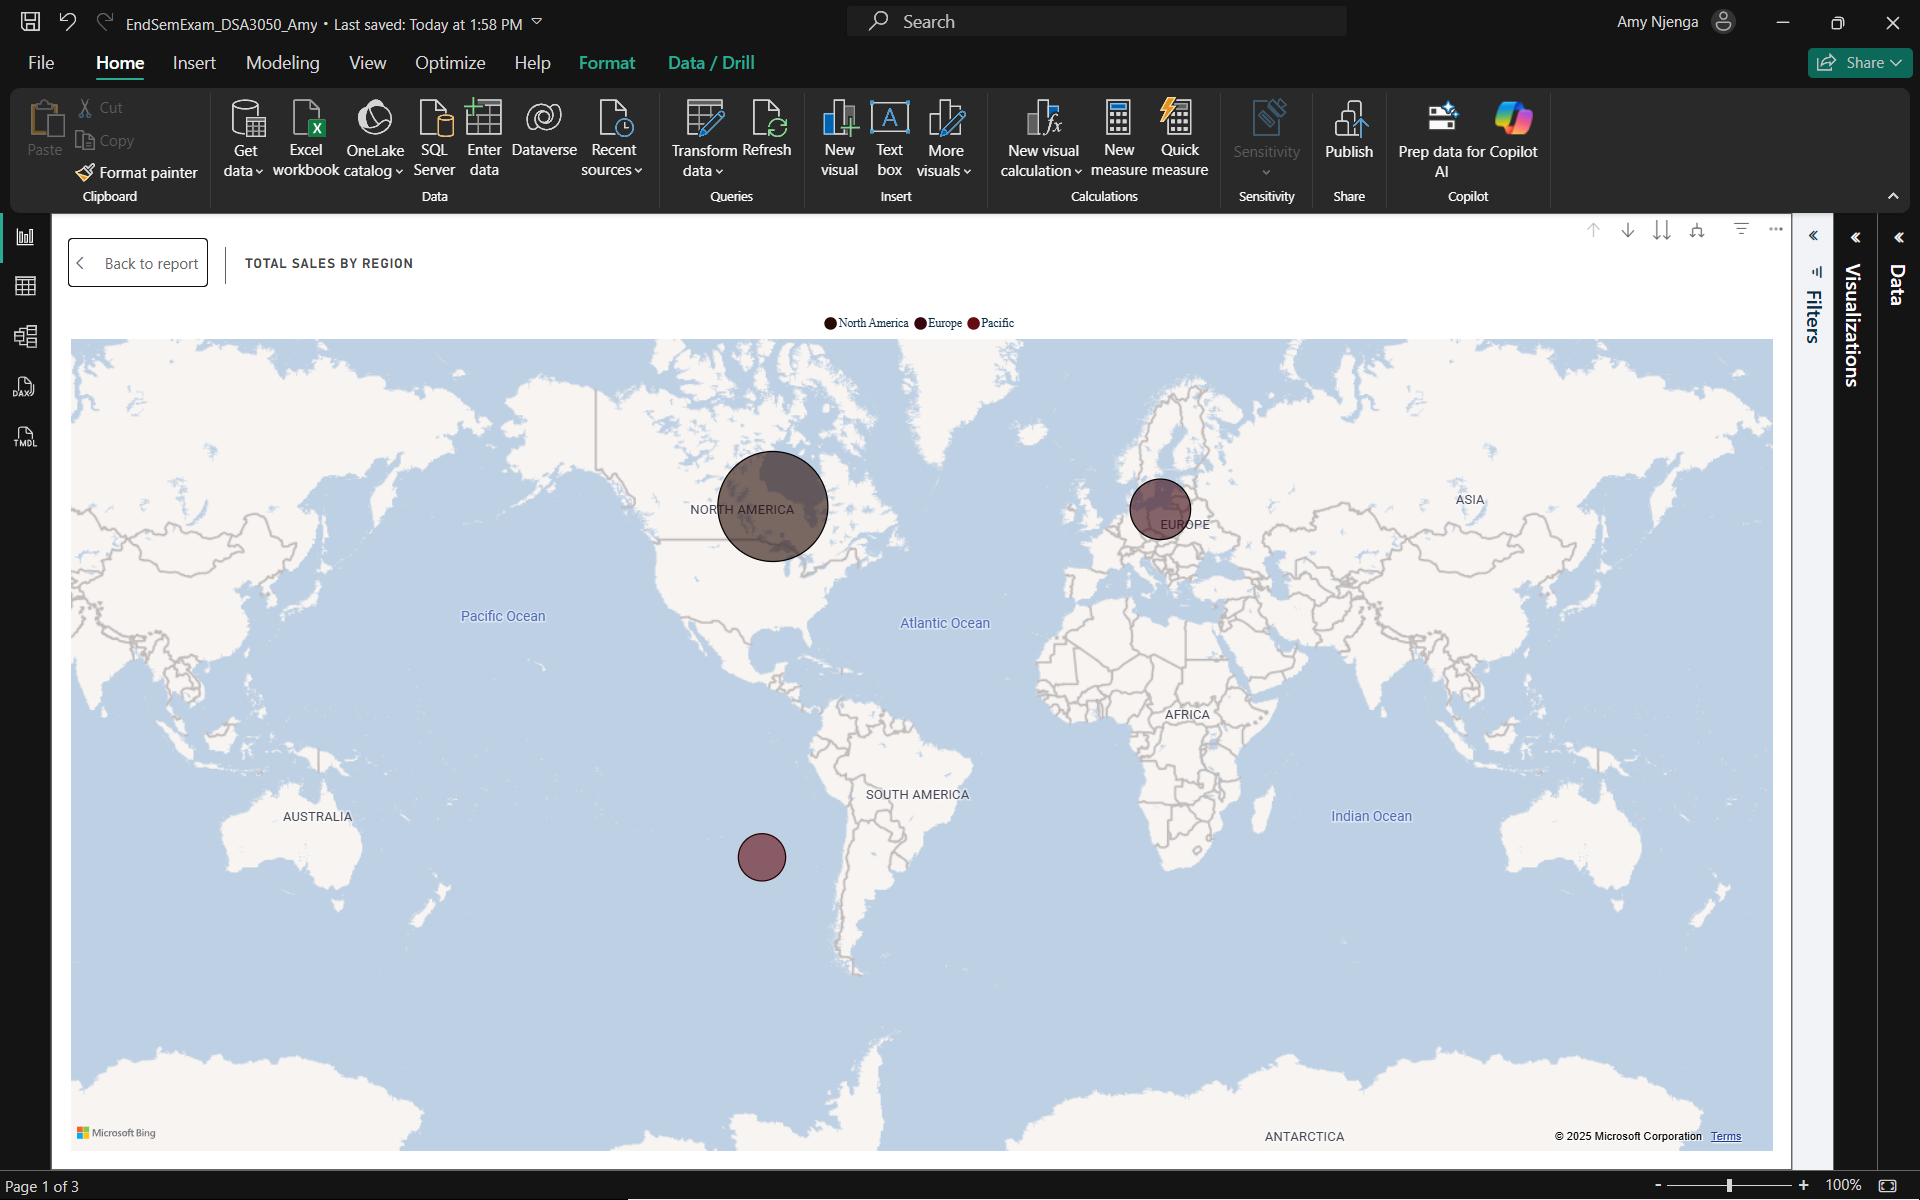 EndSemExam_DSA3050_Amy • Last saved: Today at 1:58 PM
Search
Amy Njenga
File Home Insert Modeling View Optimize Help Format Data / Drill
Share
Paste
Cut
Copy
Format painter
Clipboard
Get data
Excel workbook
OneLake catalog
SQL Server
Enter data
Dataverse
Recent sources
Data
Transform data
Refresh
Queries
New visual
Text box
More visuals
Insert
New visual calculation
New measure
Quick measure
Calculations
Sensitivity
Sensitivity
Publish
Share
Prep data for AI
Copilot
Copilot
DAX
TMDL
Back to report
TOTAL SALES BY REGION
North America Europe Pacific
NORTH AMERICA
EUROPE
ASIA
Pacific Ocean
Atlantic Ocean
AFRICA
SOUTH AMERICA
AUSTRALIA
Indian Ocean
ANTARCTICA
Microsoft Bing
© 2025 Microsoft Corporation Terms
Filters
Visualizations
Data
Page 1 of 3
- + 100%